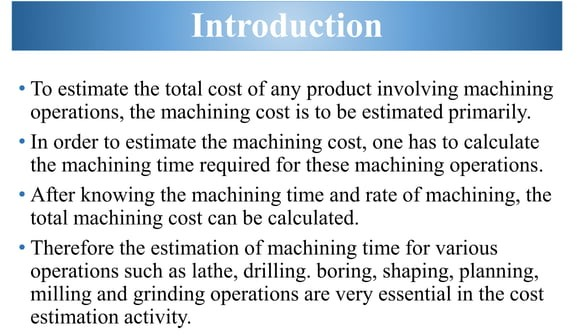 Introduction
• To estimate the total cost of any product involving machining
operations, the machining cost is to be estimated primarily.
• In order to estimate the machining cost, one has to calculate
the machining time required for these machining operations.
• After knowing the machining time and rate of machining, the
total machining cost can be calculated.
• Therefore the estimation of machining time for various
operations such as lathe, drilling. boring, shaping, planning,
milling and grinding operations are very essential in the cost
estimation activity.